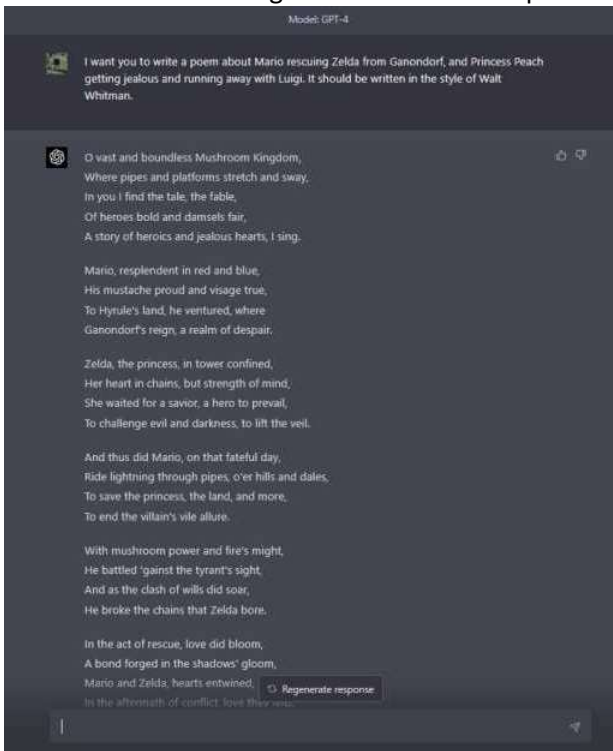 Model: GPT-4
I want you to write a poem about Mario rescuing Zelda from Ganondorf, and Princess Peach
getting jealous and running away with Luigi. It should be written in the style of Walt
Whitman.
O vast and boundless Mushroom Kingdom,
Where pipes and platforms stretch and sway,
In you I find the tale, the fable,
Of heroes bold and damsels fair,
A story of heroics and jealous hearts, I sing.
Mario, resplendent in red and blue,
His mustache proud and visage true,
To Hyrule's land, he ventured, where
Ganondorf's reign, a realm of despair.
Zelda, the princess, in tower confined,
Her heart in chains, but strength of mind,
She waited for a savior, a hero to prevail,
To challenge evil and darkness, to lift the veil.
And thus did Mario, on that fateful day,
Ride lightning through pipes, o'er hills and dales,
To save the princess, the land, and more,
To end the villain's vile allure.
With mushroom power and fire's might,
He battled 'gainst the tyrant's sight,
And as the clash of wills did soar,
He broke the chains that Zelda bore.
In the act of rescue, love did bloom,
A bond forged in the shadows' gloom,
Mario and Zelda, hearts entwined,
Regenerate response
In the aftermath of conflict, love they